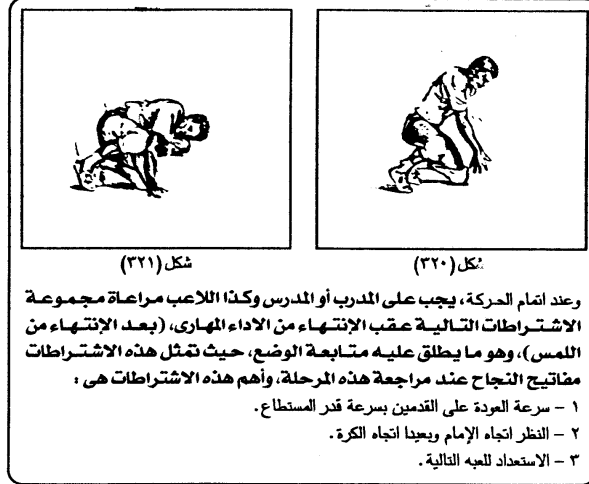 شكل (٣٢٠)
شكل (٣٢١)
وعند اتمام الحركة، يجب على المدرب أو المدرس وكذا اللاعب مراعاة مجموعة
الاشتراطات التالية عقب الإنتهاء من الاداء المهارى، (بعد الإنتهاء من
اللمس)، وهو ما يطلق عليه متابعة الوضع، حيث تمثل هذه الاشتراطات
مفاتيح النجاح عند مراجعة هذه المرحلة، وأهم هذه الاشتراطات هى :
١ – سرعة العودة على القدمين بسرعة قدر المستطاع.
٢ – النظر اتجاه الإمام وبعيدا اتجاه الكرة.
٣ – الاستعداد للعبه التالية.